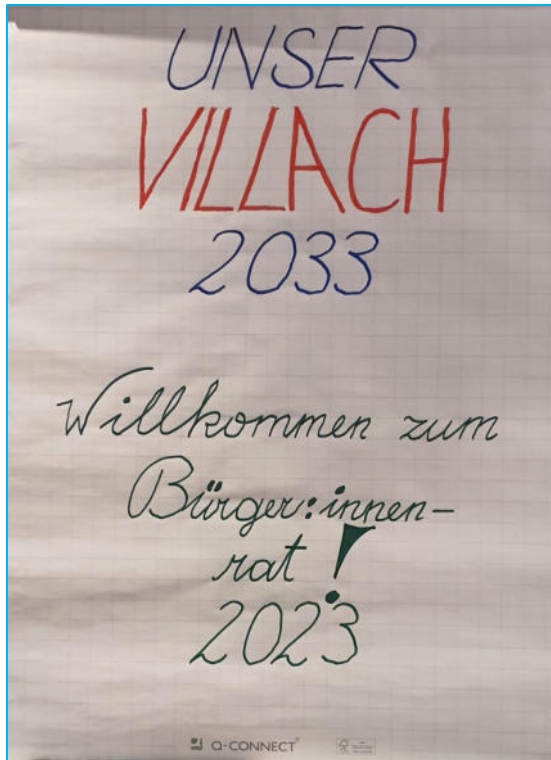 UNSER
VILLACH
2033
Willkommen zum
Bürger:innen-
rat!
2023
Q-CONNECT